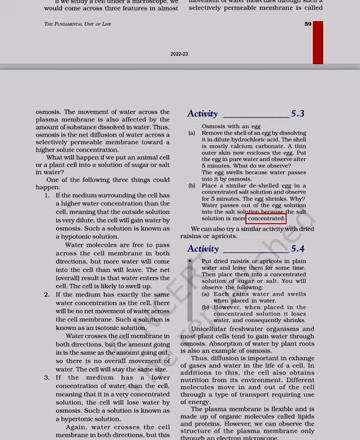 If we study a cell under a microscope, we
would come across three features in almost
movement of water molecules through such a
selectively permeable membrane is called
THE FUNDAMENTAL UNIT OF LIFE
59
2022-23
osmosis. The movement of water across the
plasma membrane is also affected by the
amount of substance dissolved in water. Thus,
osmosis is the net diffusion of water across a
selectively permeable membrane toward a
higher solute concentration.
What will happen if we put an animal cell
or a plant cell into a solution of sugar or salt
in water?
One of the following three things could
happen:
1. If the medium surrounding the cell has
a higher water concentration than the cell,
meaning that the outside solution
is very dilute, the cell will gain water by
osmosis. Such a solution is known as
a hypotonic solution.
Water molecules are free to pass
across the cell membrane in both
directions, but more water will come
into the cell than will leave. The net
(overall) result is that water enters the
cell. The cell is likely to swell up.
2. If the medium has exactly the same
water concentration as the cell, there
will be no net movement of water across
the cell membrane. Such a solution is
known as an isotonic solution.
Water crosses the cell membrane in
both directions, but the amount going
in is the same as the amount going out,
so there is no overall movement of
water. The cell will stay the same size.
3. If the medium has a lower
concentration of water than the cell,
meaning that it is a very concentrated
solution, the cell will lose water by
osmosis. Such a solution is known as
a hypertonic solution.
Again, water crosses the cell
membrane in both directions, but this
Activity 5.3
Osmosis with an egg
(a) Remove the shell of an egg by dissolving
it in dilute hydrochloric acid. The shell
is mostly calcium carbonate. A thin
outer skin now encloses the egg. Put
the egg in pure water and observe after
5 minutes. What do we observe?
The egg swells because water passes
into it by osmosis.
(b) Place a similar de-shelled egg in a
concentrated salt solution and observe
for 5 minutes. The egg shrinks. Why?
Water passes out of the egg solution
into the salt solution because the salt
solution is more concentrated.
We can also try a similar activity with dried
raisins or apricots.
Activity 5.4
• Put dried raisins or apricots in plain
water and leave them for some time.
Then place them into a concentrated
solution of sugar or salt. You will
observe the following:
(a) Each gains water and swells
when placed in water.
(b) However, when placed in the
concentrated solution it loses
water, and consequently shrinks.
Unicellular freshwater organisms and
most plant cells tend to gain water through
osmosis. Absorption of water by plant roots
is also an example of osmosis.
Thus, diffusion is important in exchange
of gases and water in the life of a cell. In
additions to this, the cell also obtains
nutrition from its environment. Different
molecules move in and out of the cell
through a type of transport requiring use
of energy.
The plasma membrane is flexible and is
made up of organic molecules called lipids
and proteins. However, we can observe the
structure of the plasma membrane only
through an electron microscope.